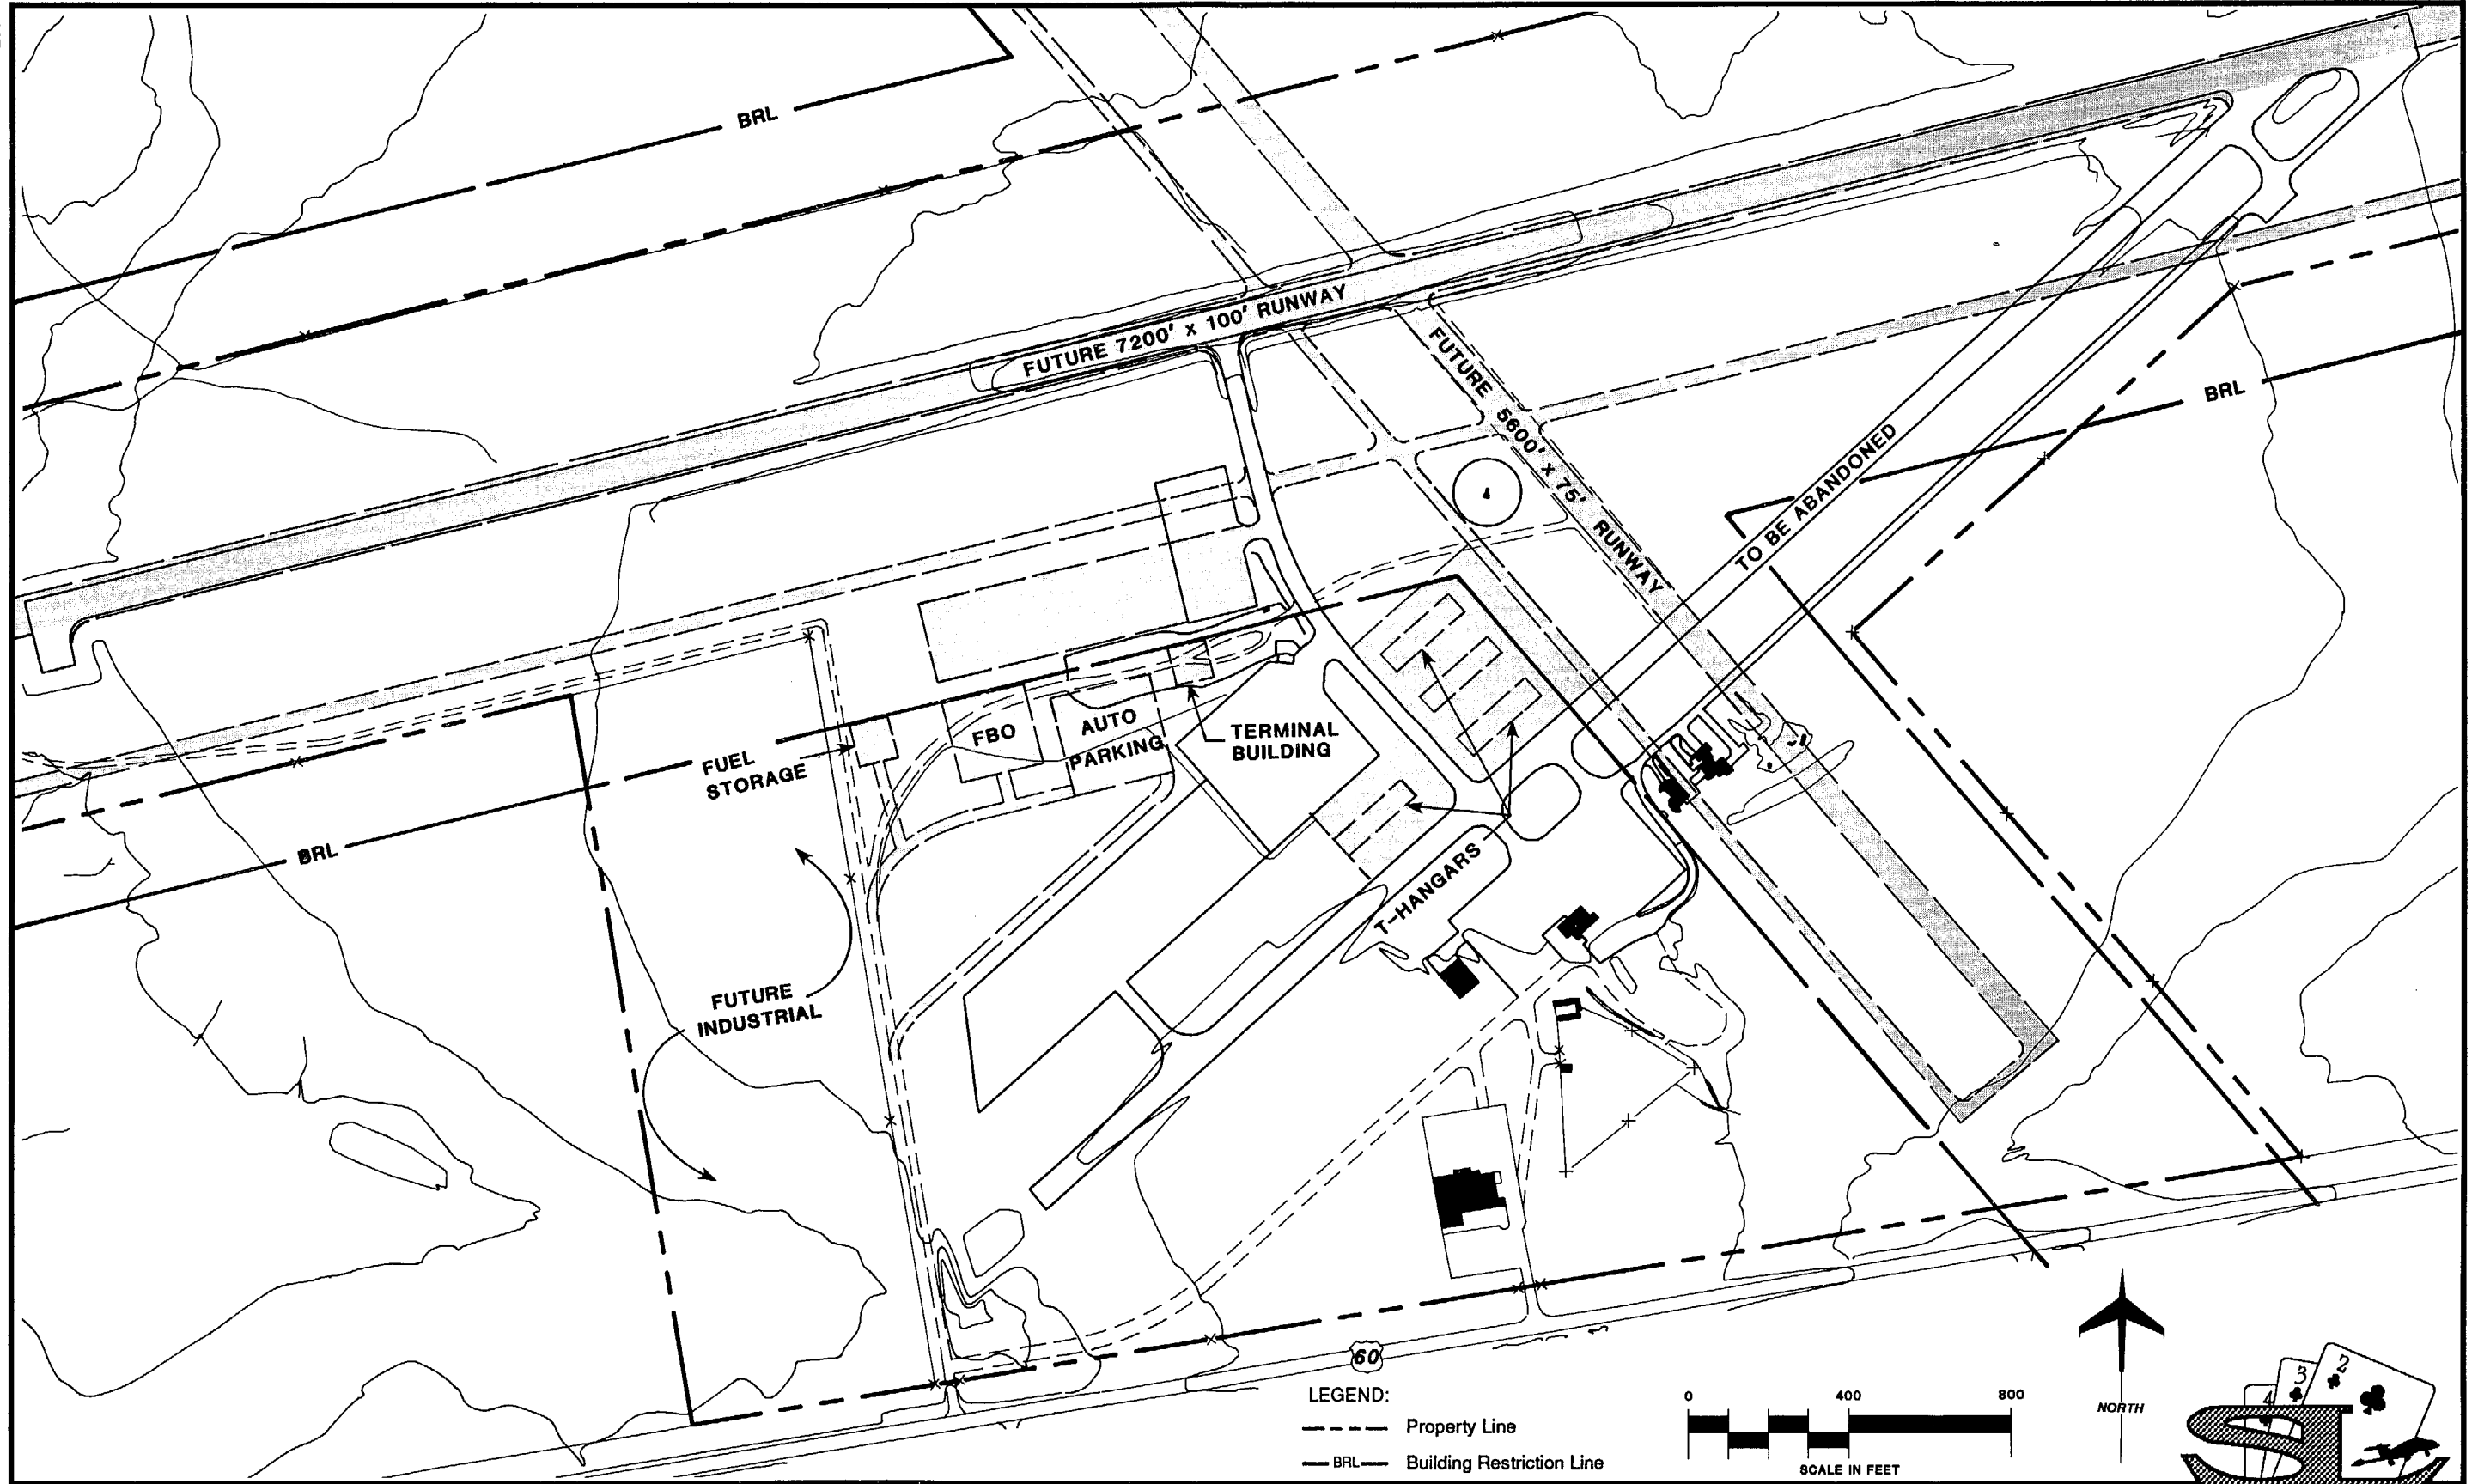 BRL
FUTURE 7200' x 100' RUNWAY
FUTURE 5600' x 75' RUNWAY
BRL
TO BE ABANDONED
FBO
AUTO
PARKING
TERMINAL
BUILDING
FUEL
STORAGE
BRL
T-HANGARS
FUTURE
INDUSTRIAL
60
LEGEND:
Property Line
BRL
Building Restriction Line
0 400 800
SCALE IN FEET
NORTH
4
3
2
SL